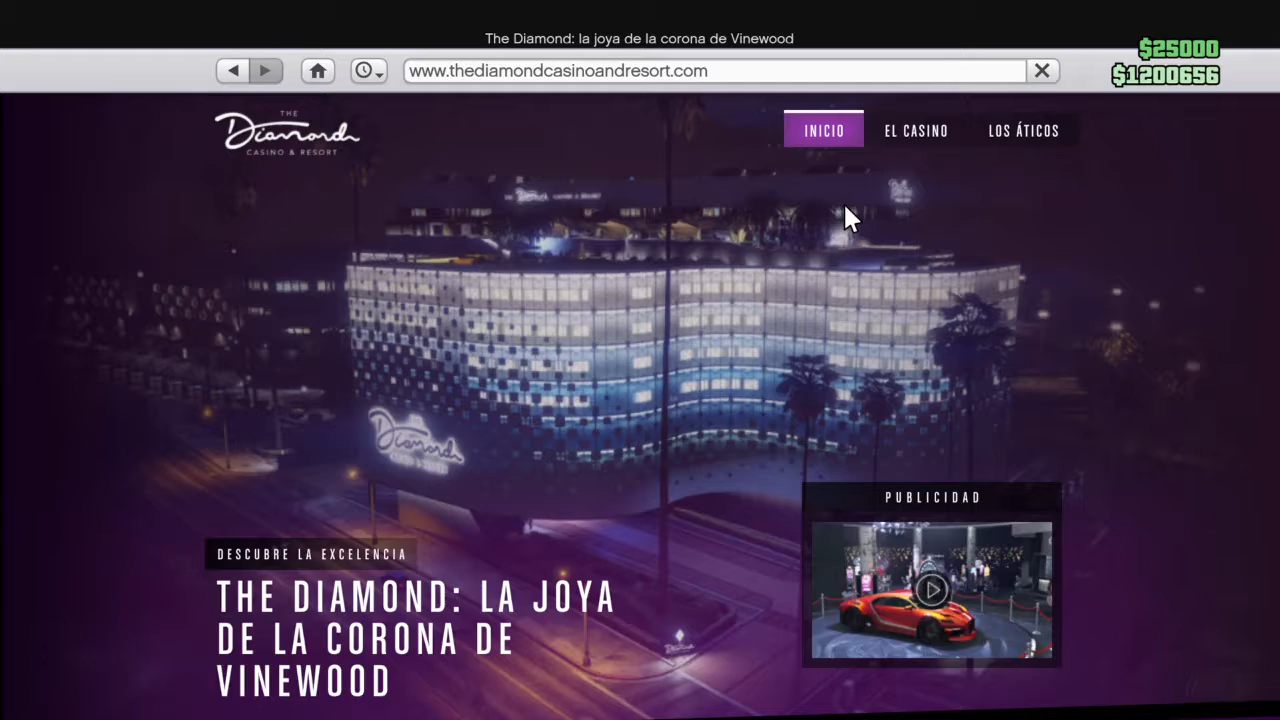 The Diamond: la joya de la corona de Vinewood
$25000
www.thediamondcasinoandresort.com
$1200656
THE
Diamond
CASINO & RESORT
INICIO
EL CASINO
LOS ÁTICOS
Diamond
PUBLICIDAD
DESCUBRE LA EXCELENCIA
THE DIAMOND: LA JOYA
DE LA CORONA DE
VINEWOOD